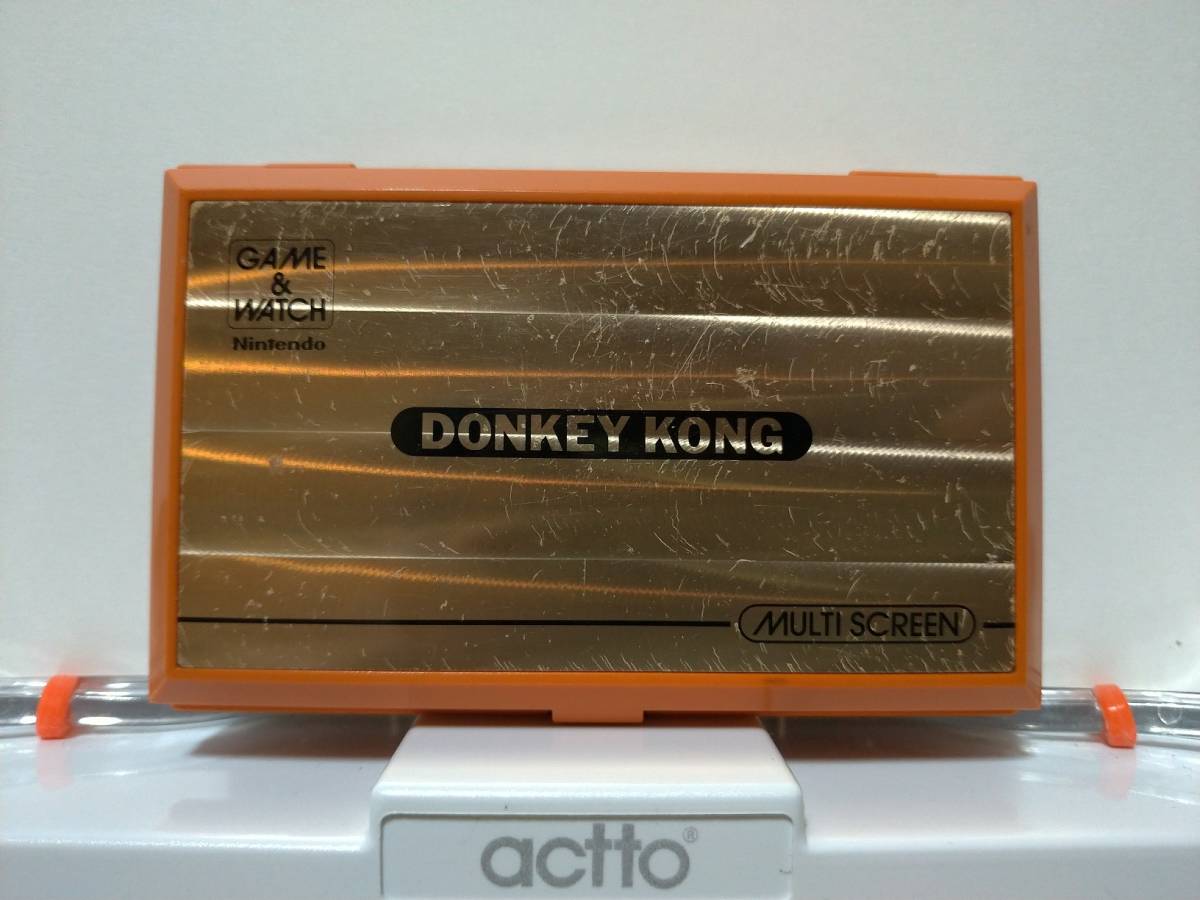 GAME
&
WATCH
Nintendo
DONKEY KONG
MULTI SCREEN
actto®